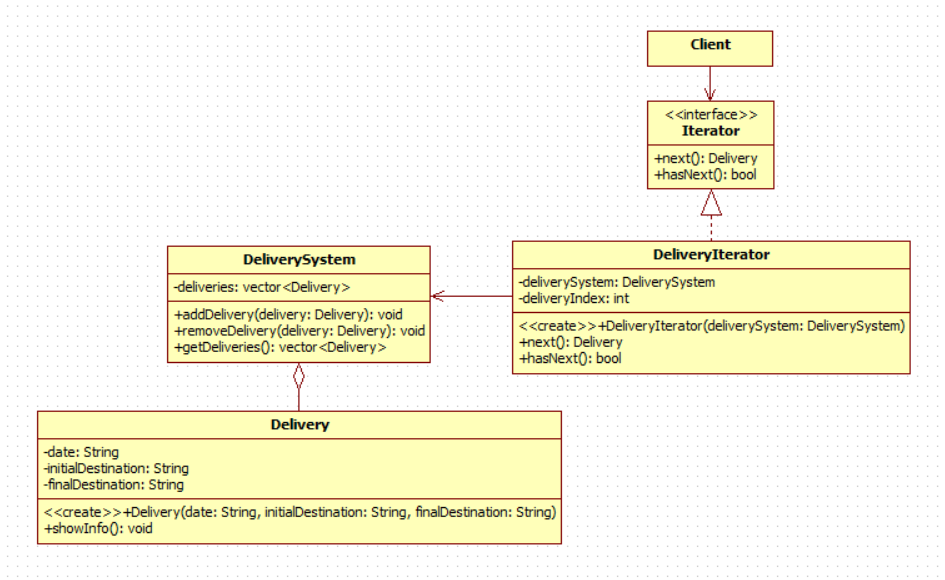 Client
<<interface>>
Iterator
+next(): Delivery
+hasNext(): bool
DeliverySystem
-deliveries: vector<Delivery>
+addDelivery(delivery: Delivery): void
+removeDelivery(delivery: Delivery): void
+getDeliveries(): vector<Delivery>
DeliveryIterator
-deliverySystem: DeliverySystem
-deliveryIndex: int
<<create>>+DeliveryIterator(deliverySystem: DeliverySystem)
+next(): Delivery
+hasNext(): bool
Delivery
-date: String
-initialDestination: String
-finalDestination: String
<<create>>+Delivery(date: String, initialDestination: String, finalDestination: String)
+showInfo(): void